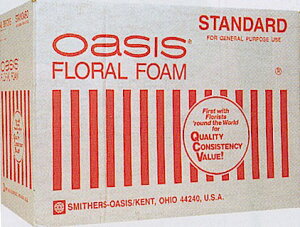 STANDARD
FOR GENERAL PURPOSE USE
oasis®
FLORAL FOAM
®
First with
Florists
'round the World
for
QUALITY
CONSISTENCY
VALUE!
SMITHERS-OASIS/KENT, OHIO 44240, U.S.A.